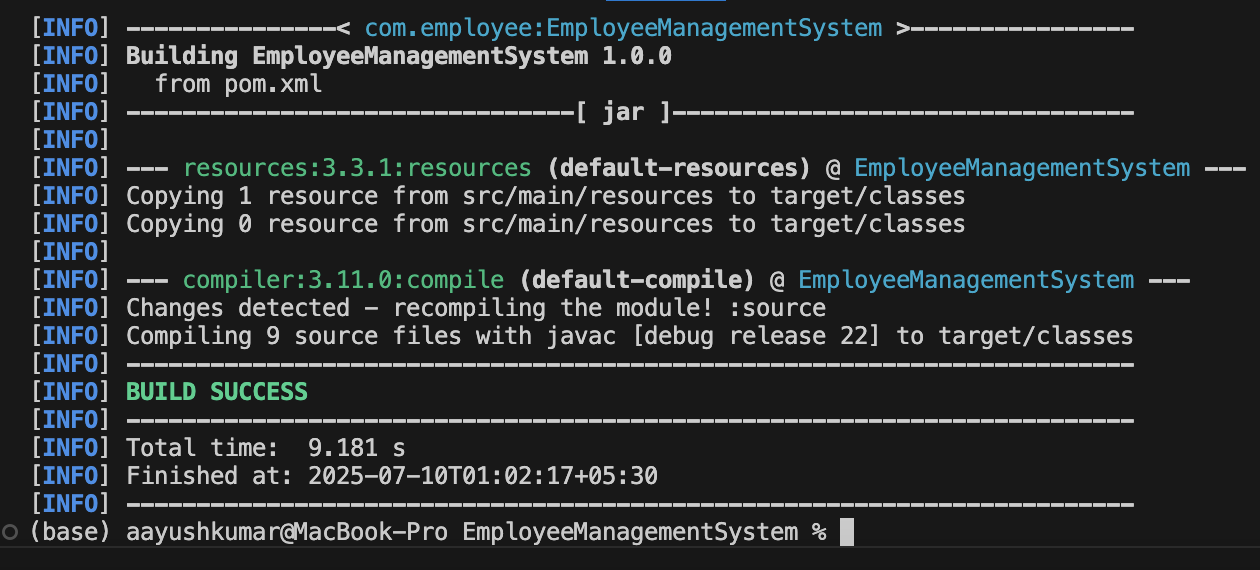 [INFO] ---------------< com.employee:EmployeeManagementSystem >----------------
[INFO] Building EmployeeManagementSystem 1.0.0
[INFO]   from pom.xml
[INFO] --------------------------------[ jar ]---------------------------------
[INFO]
[INFO] --- resources:3.3.1:resources (default-resources) @ EmployeeManagementSystem ---
[INFO] Copying 1 resource from src/main/resources to target/classes
[INFO] Copying 0 resource from src/main/resources to target/classes
[INFO]
[INFO] --- compiler:3.11.0:compile (default-compile) @ EmployeeManagementSystem ---
[INFO] Changes detected - recompiling the module! :source
[INFO] Compiling 9 source files with javac [debug release 22] to target/classes
[INFO] ------------------------------------------------------------------------
[INFO] BUILD SUCCESS
[INFO] ------------------------------------------------------------------------
[INFO] Total time:  9.181 s
[INFO] Finished at: 2025-07-10T01:02:17+05:30
[INFO] ------------------------------------------------------------------------
(base) aayushkumar@MacBook-Pro EmployeeManagementSystem %